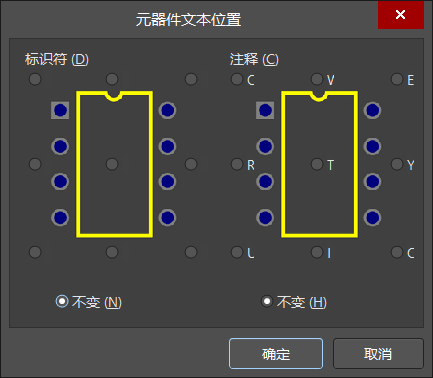 元器件文本位置
标识符 (D)
注释 (C)
C V E
R T Y
U I C
不变 (N)
不变 (H)
确定
取消